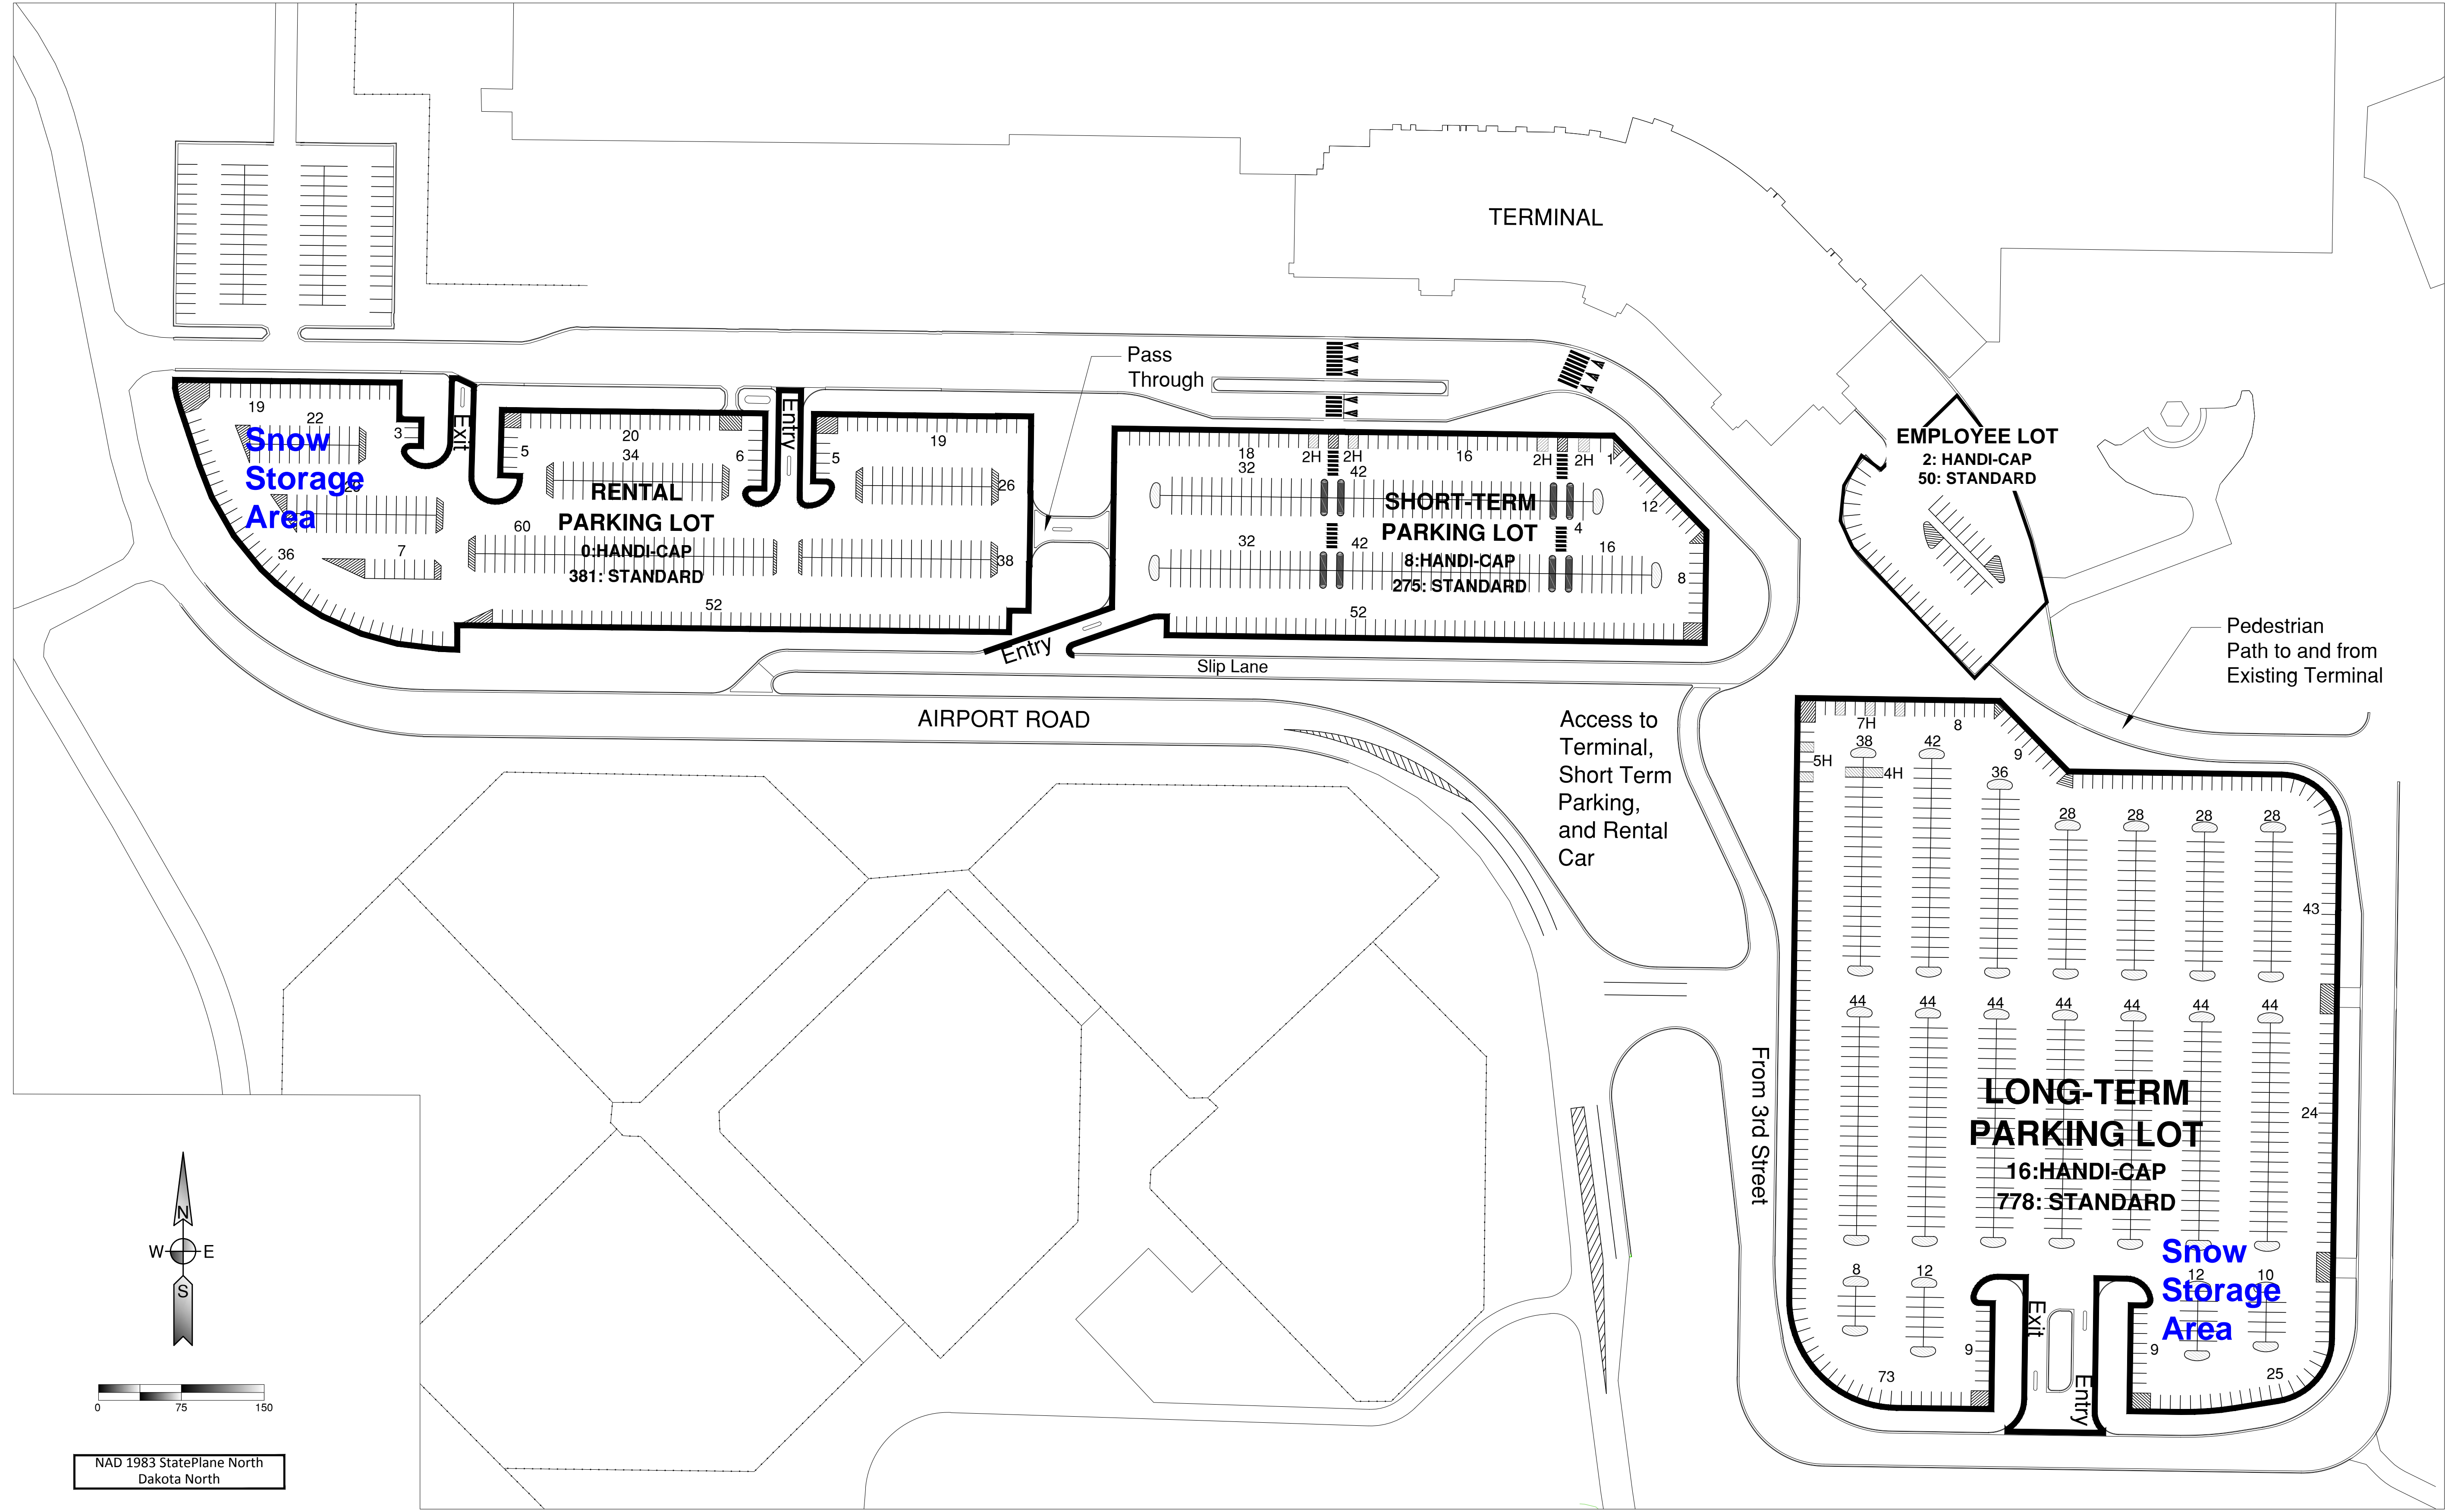 TERMINAL
Pass
Through
19
22
3
Exit
Snow
Storage
Area
36
7
5
20
34
6
Entry
5
19
26
RENTAL
PARKING LOT
0:HANDI-CAP
381: STANDARD
60
38
52
18
32
2H
2H
42
16
2H
2H
1
SHORT-TERM
PARKING LOT
8:HANDI-CAP
275: STANDARD
12
4
32
42
16
8
52
Entry
Slip Lane
EMPLOYEE LOT
2: HANDI-CAP
50: STANDARD
Pedestrian
Path to and from
Existing Terminal
AIRPORT ROAD
Access to
Terminal,
Short Term
Parking,
and Rental
Car
7H
8
9
5H
38
4H
42
36
28
28
28
28
43
44
44
44
44
44
44
44
From 3rd Street
LONG-TERM
PARKING LOT
16:HANDI-CAP
778: STANDARD
24
Snow
Storage
Area
8
12
12
10
Exit
Entry
9
9
73
25
N
W
E
S
0
75
150
NAD 1983 StatePlane North
Dakota North